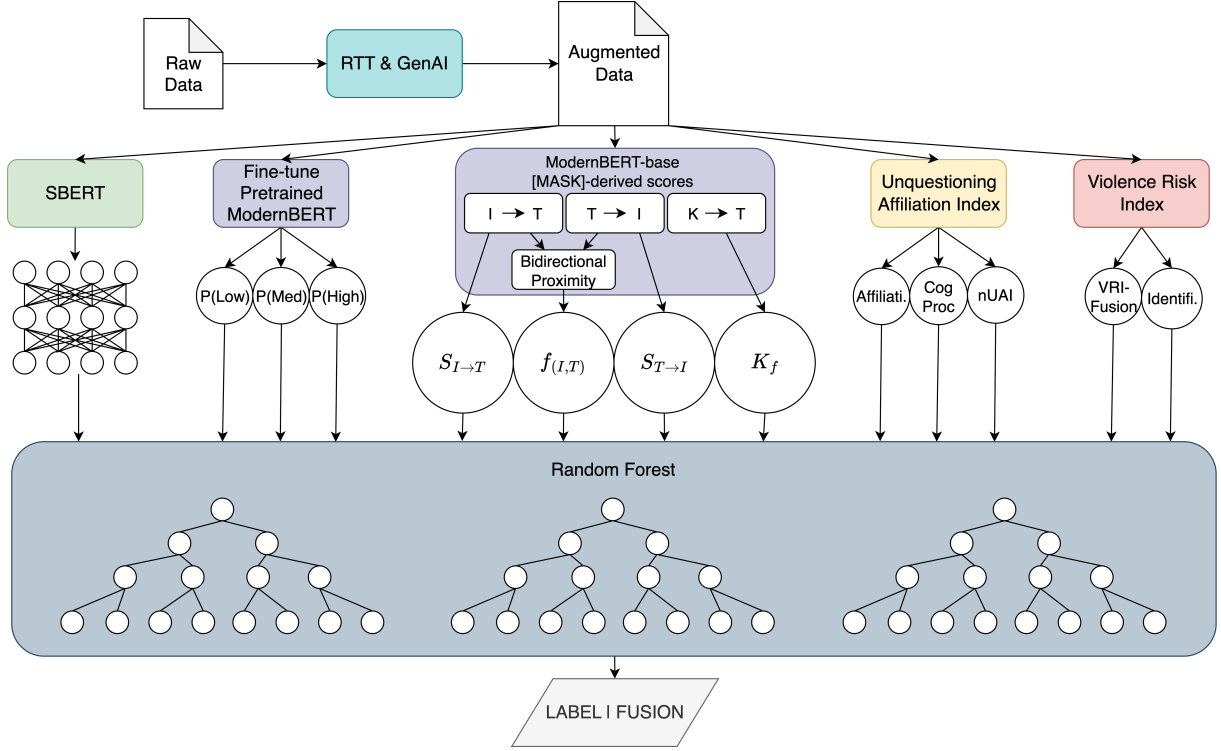 Raw
Data
RTT & GenAI
Augmented
Data
SBERT
Fine-tune
Pretrained
ModernBERT
ModernBERT-base
[MASK]-derived scores
I → T
T → I
K → T
Bidirectional
Proximity
Unquestioning
Affiliation Index
Violence Risk
Index
P(Low)
P(Med)
P(High)
Affiliati.
Cog
Proc
nUAI
VRI-
Fusion
Identifi.
S_{I→T}
f_{(I,T)}
S_{T→I}
K_f
Random Forest
LABEL | FUSION